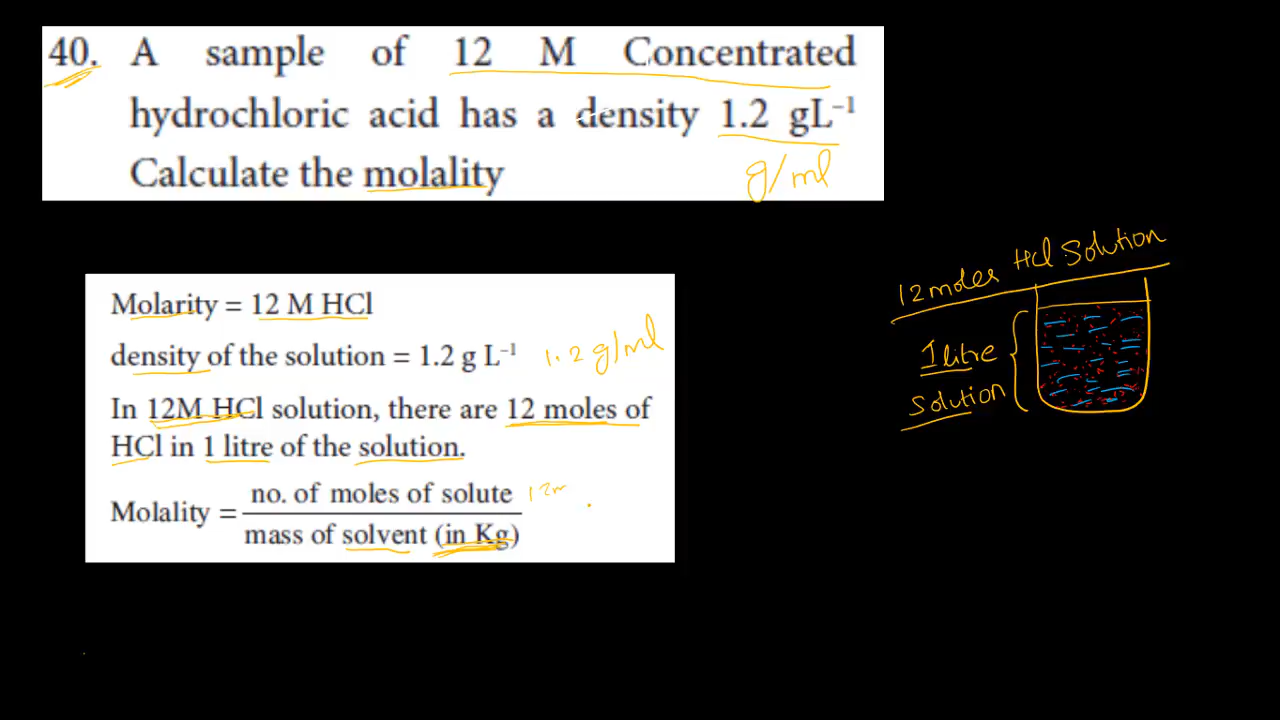 40. A sample of 12 M Concentrated
hydrochloric acid has a density 1.2 gL⁻¹
Calculate the molality
g/ml
Molarity = 12 M HCl
density of the solution = 1.2 g L⁻¹ 1.2 g/ml
In 12M HCl solution, there are 12 moles of
HCl in 1 litre of the solution.
Molality = no. of moles of solute 12m
mass of solvent (in Kg)
12 moles HCl Solution
1 litre
Solution